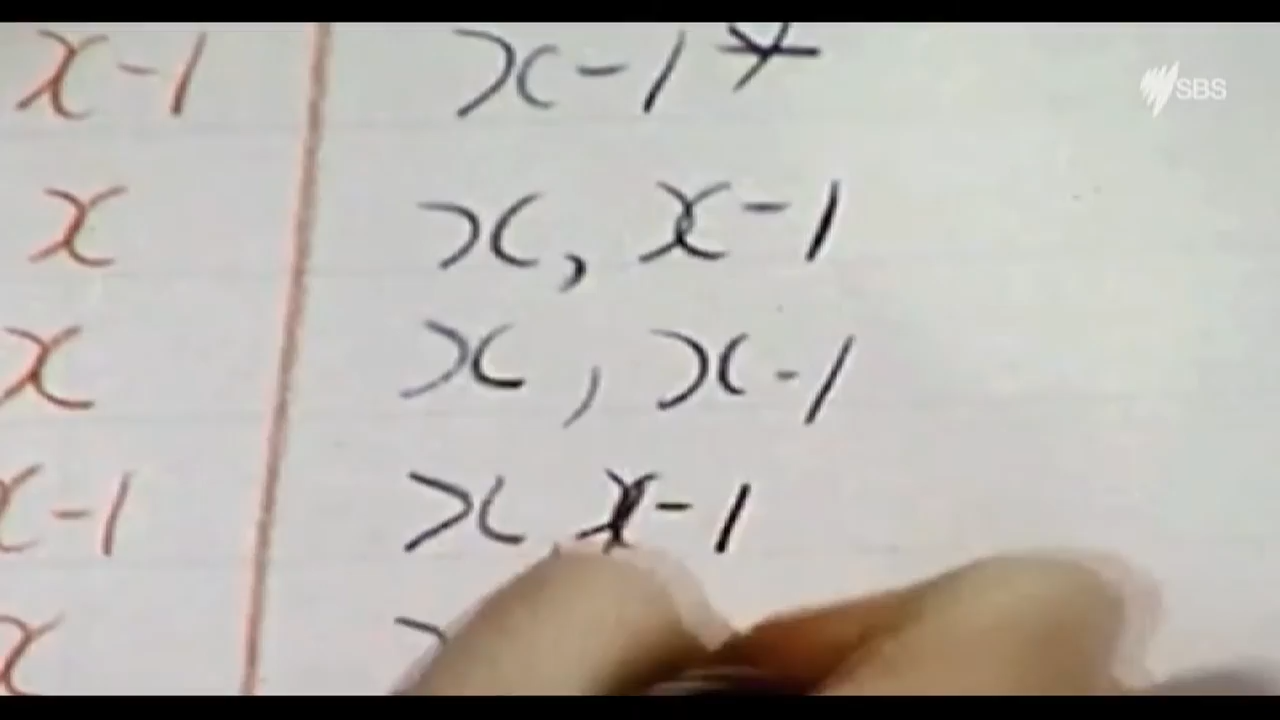 x-1 x-1*
SBS
x x, x-1
x x, x-1
x-1 x x-1
x